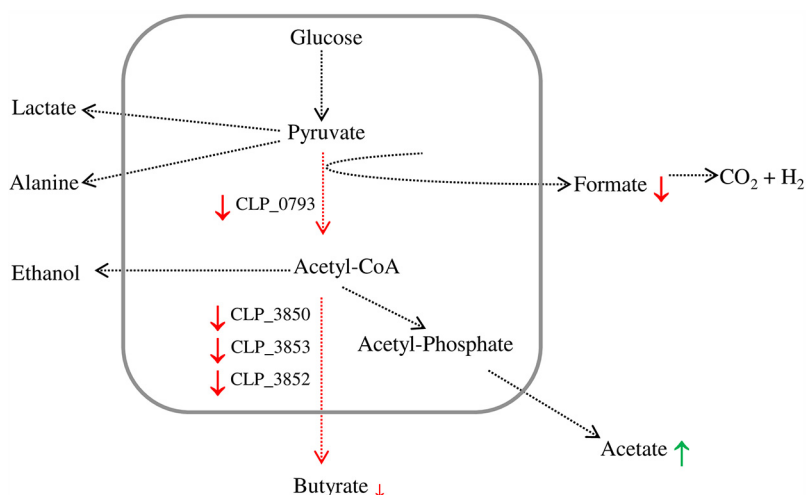 Glucose
Lactate
Pyruvate
Alanine
Formate
CO2 + H2
CLP_0793
Ethanol
Acetyl-CoA
CLP_3850
CLP_3853
Acetyl-Phosphate
CLP_3852
Acetate
Butyrate